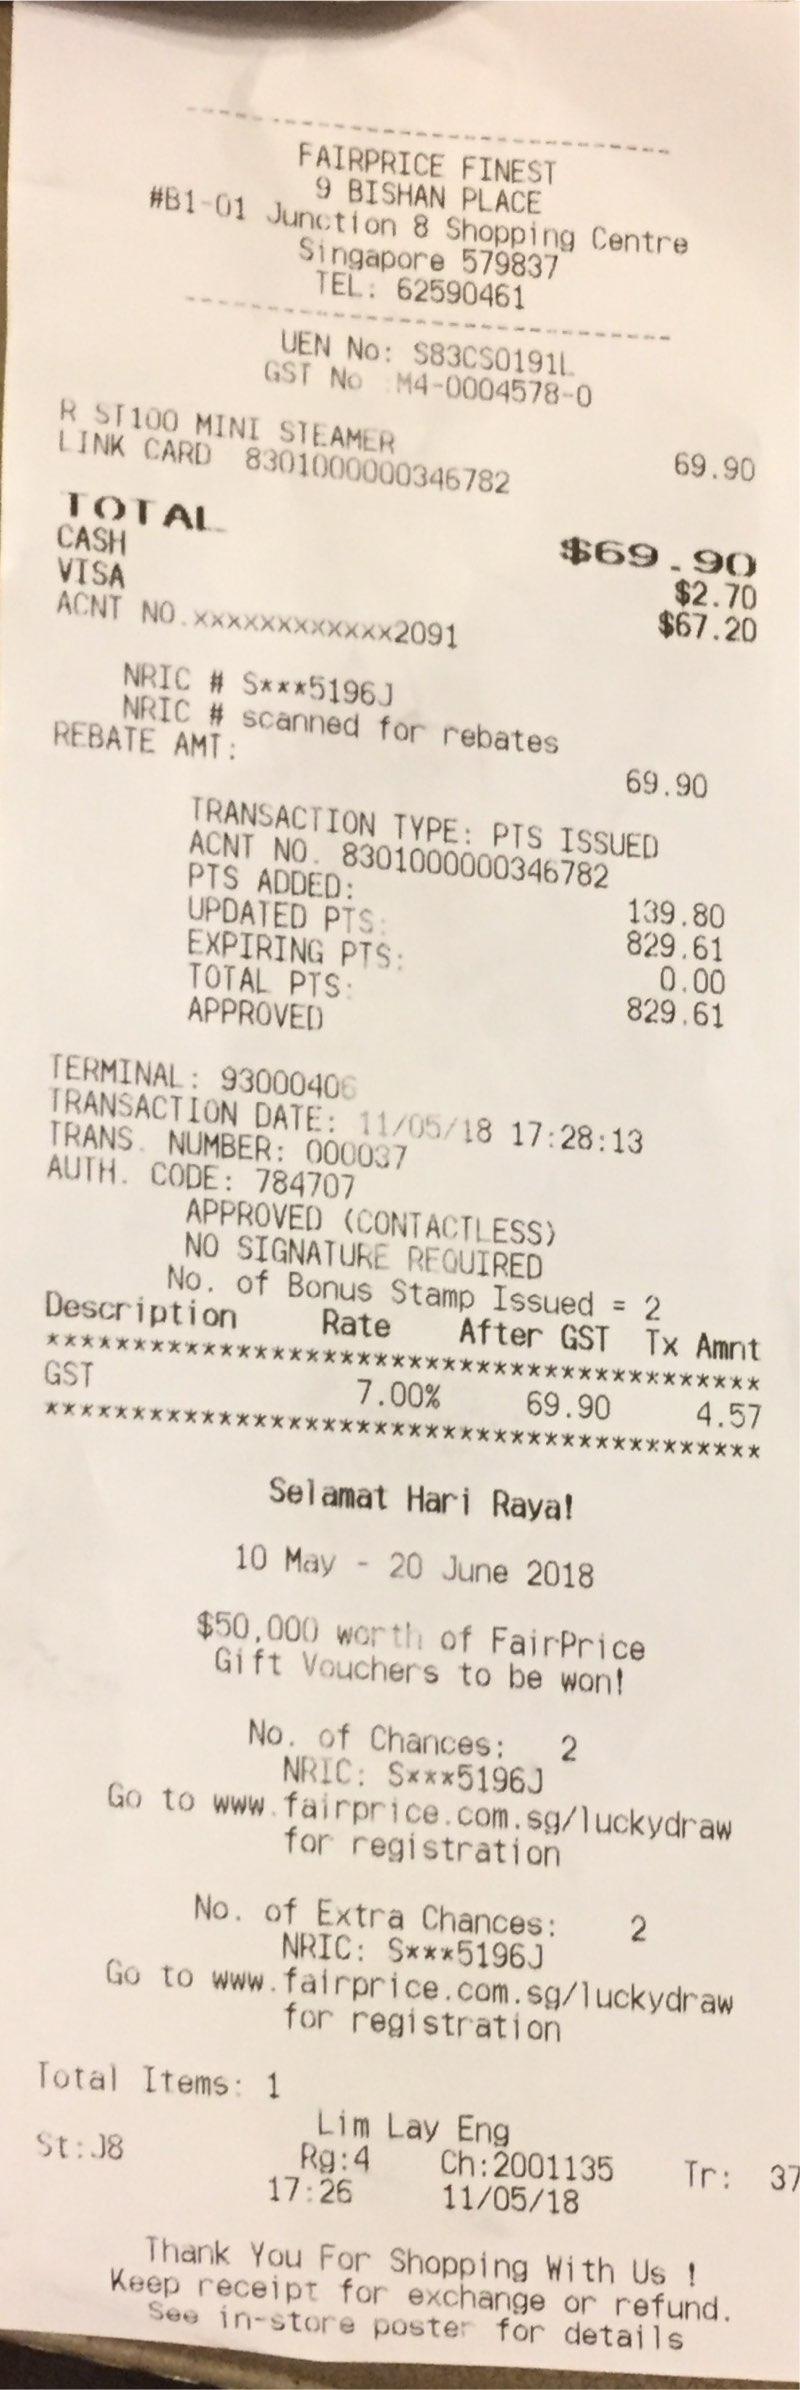 FAIRPRICE FINEST
9 BISHAN PLACE
#B1-01 Junction 8 Shopping Centre
Singapore 579837
TEL: 62590461
UEN No: S83CS0191L
GST No :M4-0004578-0
R ST100 MINI STEAMER 69.90
LINK CARD 8301000000346782
TOTAL $69.90
CASH $2.70
VISA $67.20
ACNT NO.xxxxxxxxxxxx2091
NRIC # S***5196J
NRIC # scanned for rebates
REBATE AMT: 69.90
TRANSACTION TYPE: PTS ISSUED
ACNT NO. 8301000000346782
PTS ADDED: 139.80
UPDATED PTS: 829.61
EXPIRING PTS: 0.00
TOTAL PTS: 829.61
APPROVED
TERMINAL: 93000406
TRANSACTION DATE: 11/05/18 17:28:13
TRANS. NUMBER: 000037
AUTH. CODE: 784707
APPROVED (CONTACTLESS)
NO SIGNATURE REQUIRED
No. of Bonus Stamp Issued = 2
Description Rate After GST Tx Amnt
******************************************
GST 7.00% 69.90 4.57
******************************************
Selamat Hari Raya!
10 May - 20 June 2018
$50,000 worth of FairPrice
Gift Vouchers to be won!
No. of Chances: 2
NRIC: S***5196J
Go to www.fairprice.com.sg/luckydraw
for registration
No. of Extra Chances: 2
NRIC: S***5196J
Go to www.fairprice.com.sg/luckydraw
for registration
Total Items: 1
Lim Lay Eng
St:J8 Rg:4 Ch:2001135 Tr: 37
17:26 11/05/18
Thank You For Shopping With Us !
Keep receipt for exchange or refund.
See in-store poster for details